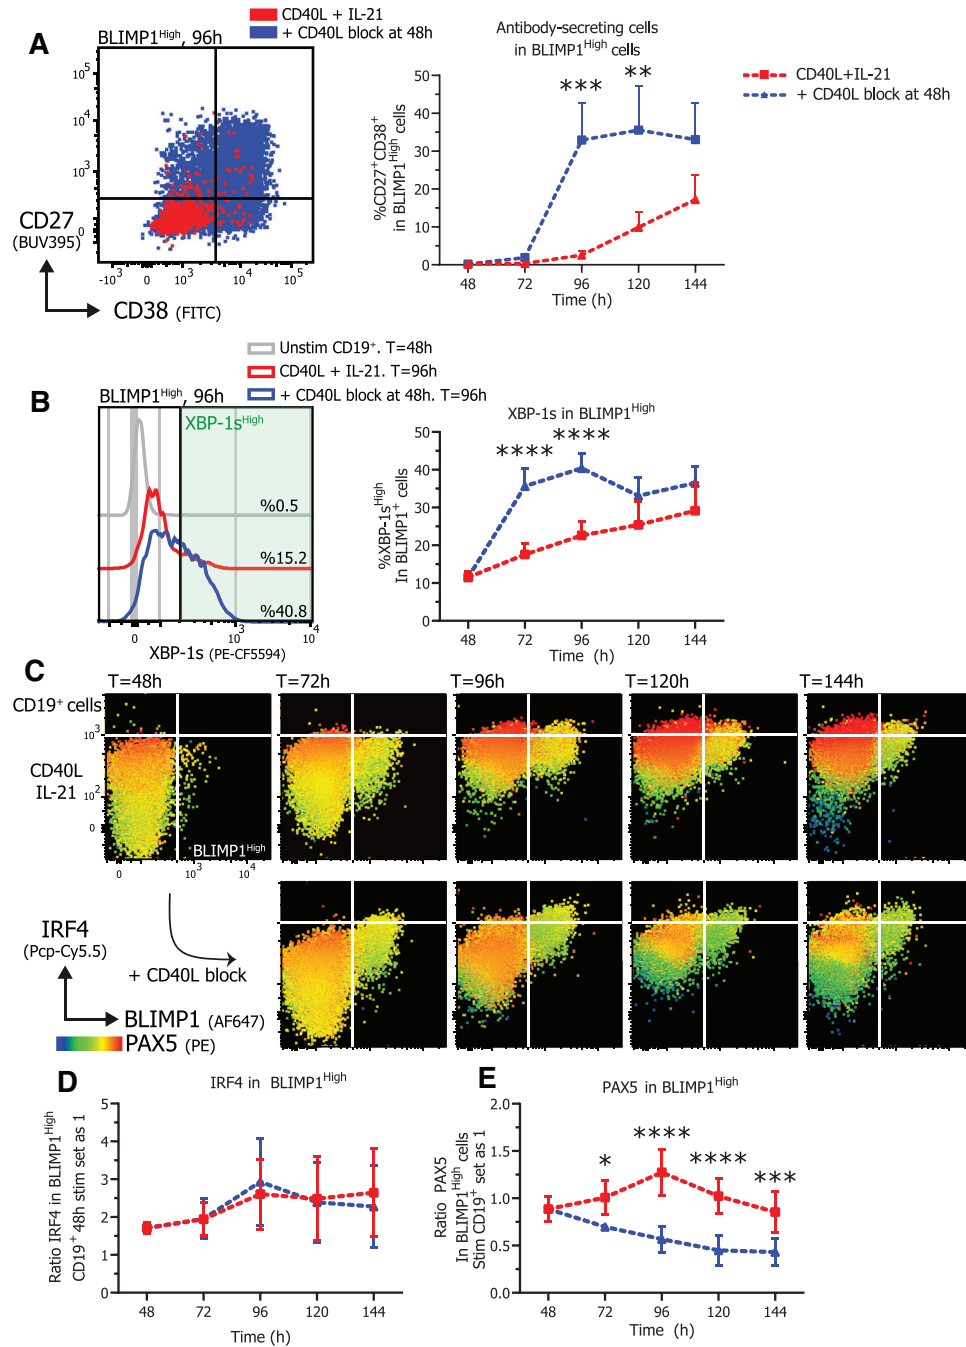 A
CD40L + IL-21
+ CD40L block at 48h
BLIMP1High, 96h
10^5
10^4
10^3
0
-10^3 0 10^3 10^4 10^5
CD27
(BUV395)
CD38 (FITC)
Antibody-secreting cells
in BLIMP1High cells
*** **
CD40L+IL-21
+ CD40L block at 48h
%CD27+CD38+
in BLIMP1High cells
50
40
30
20
10
0
48 72 96 120 144
Time (h)
B
Unstim CD19+. T=48h
CD40L + IL-21. T=96h
+ CD40L block at 48h. T=96h
BLIMP1High, 96h
XBP-1sHigh
%0.5
%15.2
%40.8
0 10^3 10^4
XBP-1s (PE-CF5594)
XBP-1s in BLIMP1High
**** ****
%XBP-1sHigh
In BLIMP1+ cells
50
40
30
20
10
0
48 72 96 120 144
Time (h)
C
T=48h T=72h T=96h T=120h T=144h
CD19+ cells
10^3
10^2
0
CD40L
IL-21
BLIMP1High
0 10^3 10^4
+ CD40L block
IRF4
(Pcp-Cy5.5)
BLIMP1 (AF647)
PAX5 (PE)
D
IRF4 in BLIMP1High
Ratio IRF4 in BLIMP1High
CD19+ 48h stim set as 1
5
4
3
2
1
0
48 72 96 120 144
Time (h)
E
PAX5 in BLIMP1High
* **** **** ***
Ratio PAX5
In BLIMP1High cells
Stim CD19+ set as 1
2.0
1.5
1.0
0.5
0.0
48 72 96 120 144
Time (h)